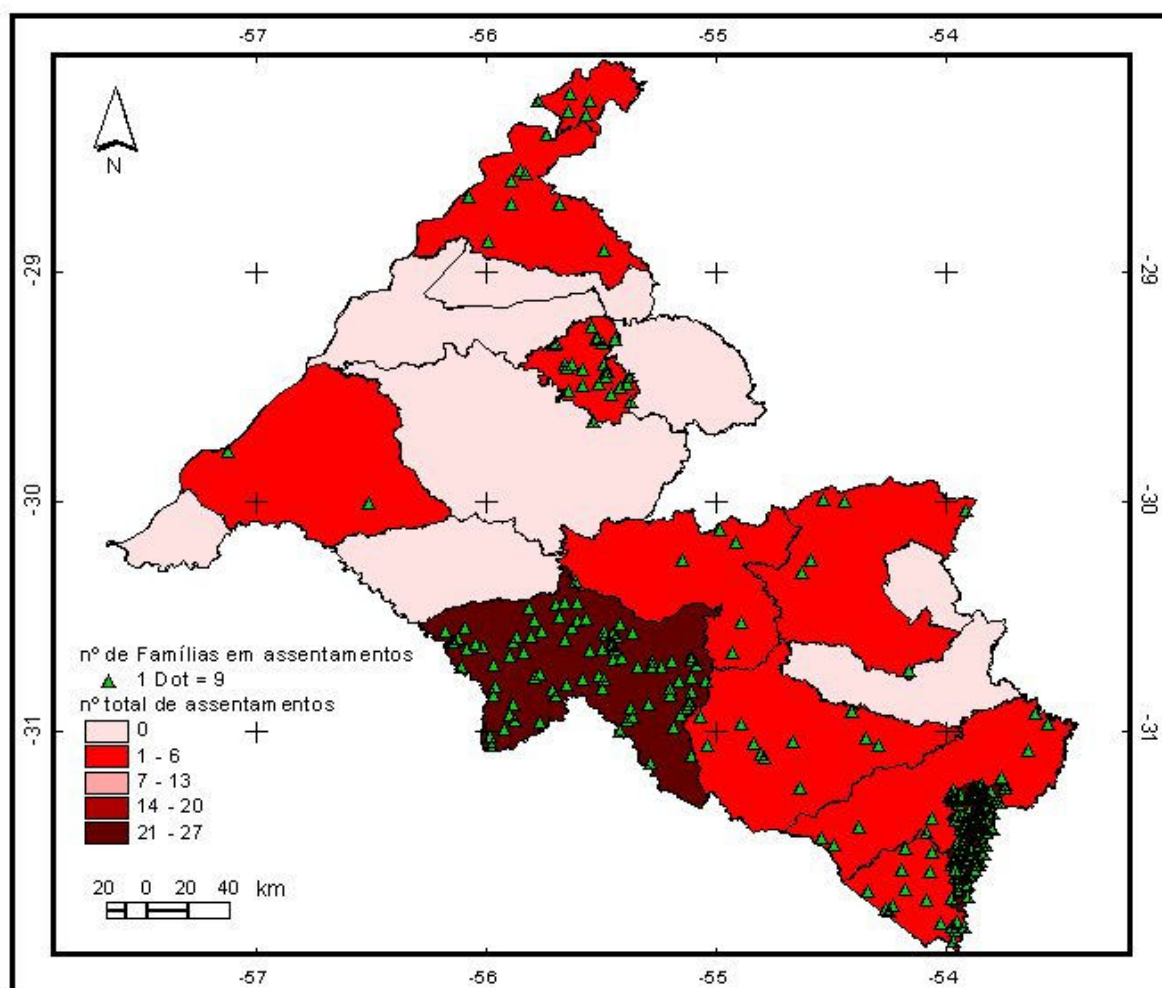 -57 -56 -55 -54
N
-29 -29
-30 -30
nº de Famílias em assentamentos
1 Dot = 9
nº total de assentamentos
0
1 - 6
7 - 13
14 - 20
21 - 27
-31 -31
20 0 20 40 km
-57 -56 -55 -54